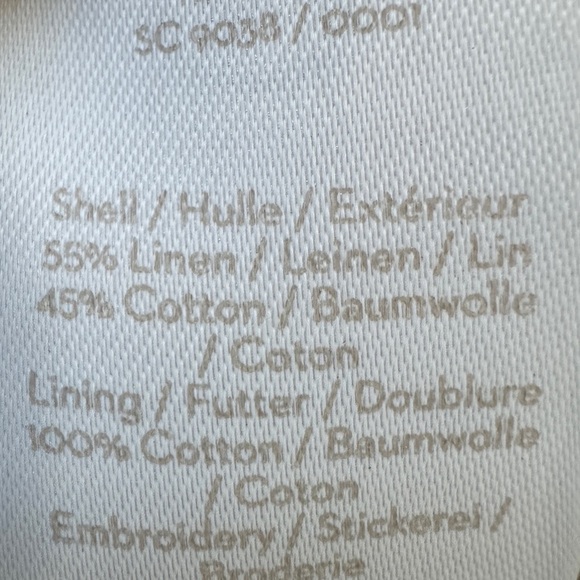 SC 9038 / 0001
Shell / Hulle / Extérieur
55% Linen / Leinen / Lin
45% Cotton / Baumwolle
/ Coton
Lining / Futter / Doublure
100% Cotton / Baumwolle
/ Coton
Embroidery / Stickerei /
Broderie